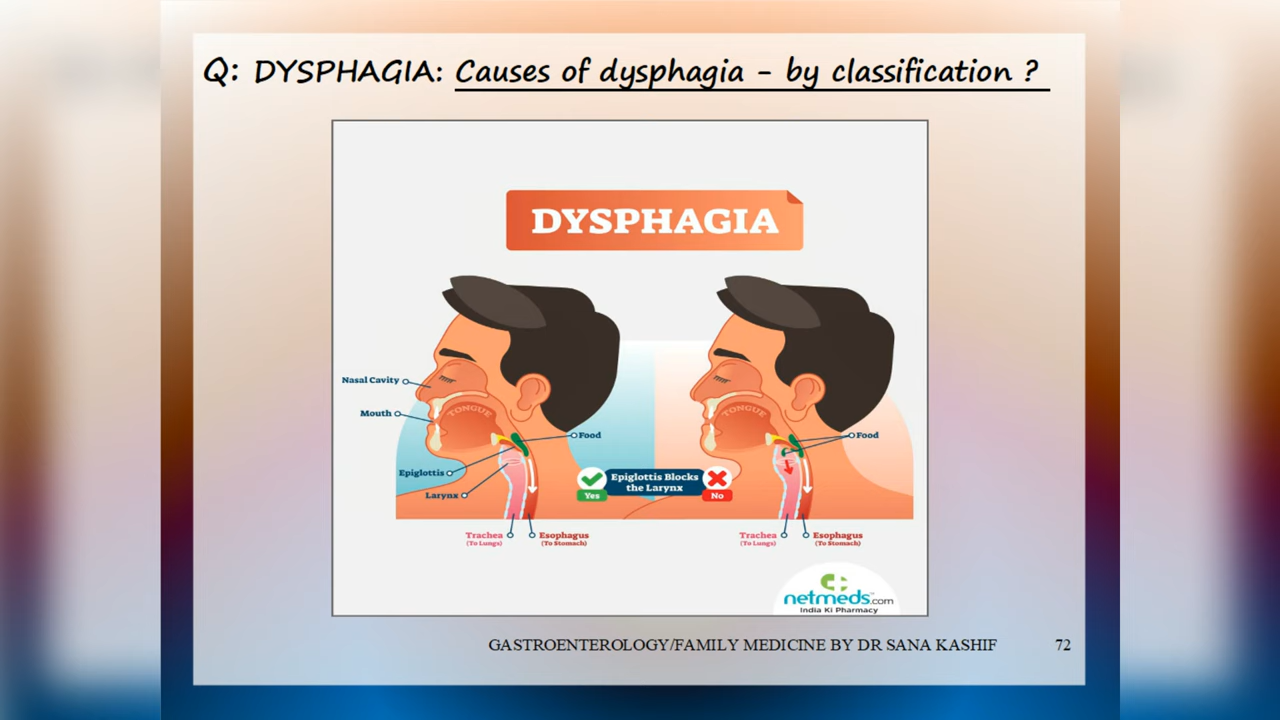 Q: DYSPHAGIA: Causes of dysphagia - by classification ?
DYSPHAGIA
Nasal Cavity
Mouth
TONGUE
TONGUE
Food
Food
Epiglottis
Larynx
Epiglottis Blocks
the Larynx
Yes
No
Trachea
(To Lungs)
Esophagus
(To Stomach)
Trachea
(To Lungs)
Esophagus
(To Stomach)
netmeds.com
India Ki Pharmacy
GASTROENTEROLOGY/FAMILY MEDICINE BY DR SANA KASHIF
72